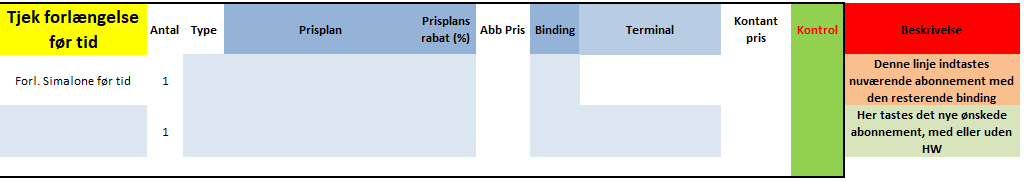 Tjek forlængelse før tid Antal Type Prisplan Prisplans rabat (%) Abb Pris Binding Terminal Kontant pris Kontrol Beskrivelse
Forl. Simalone før tid 1 Denne linje indtastes nuværende abonnement med den resterende binding
1 Her tastes det nye ønskede abonnement, med eller uden HW